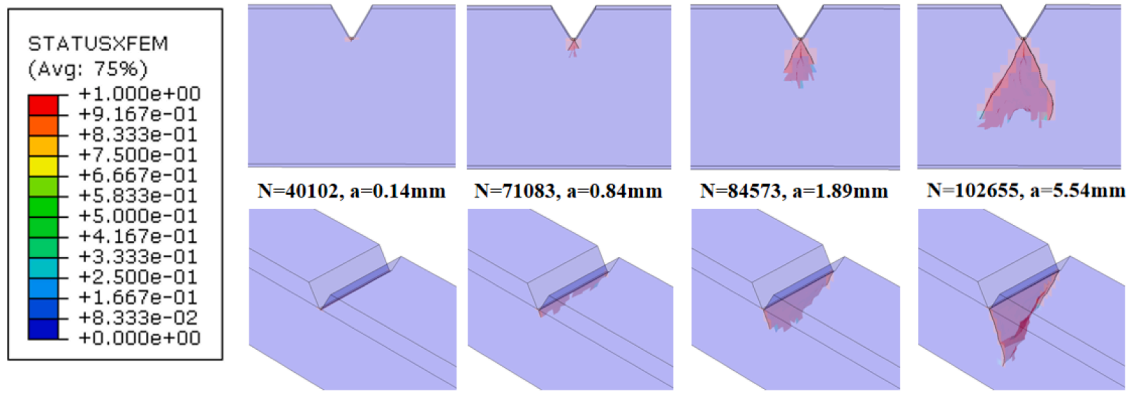 STATUSXFEM
(Avg: 75%)
+1.000e+00
+9.167e-01
+8.333e-01
+7.500e-01
+6.667e-01
+5.833e-01
+5.000e-01
+4.167e-01
+3.333e-01
+2.500e-01
+1.667e-01
+8.333e-02
+0.000e+00
N=40102, a=0.14mm
N=71083, a=0.84mm
N=84573, a=1.89mm
N=102655, a=5.54mm